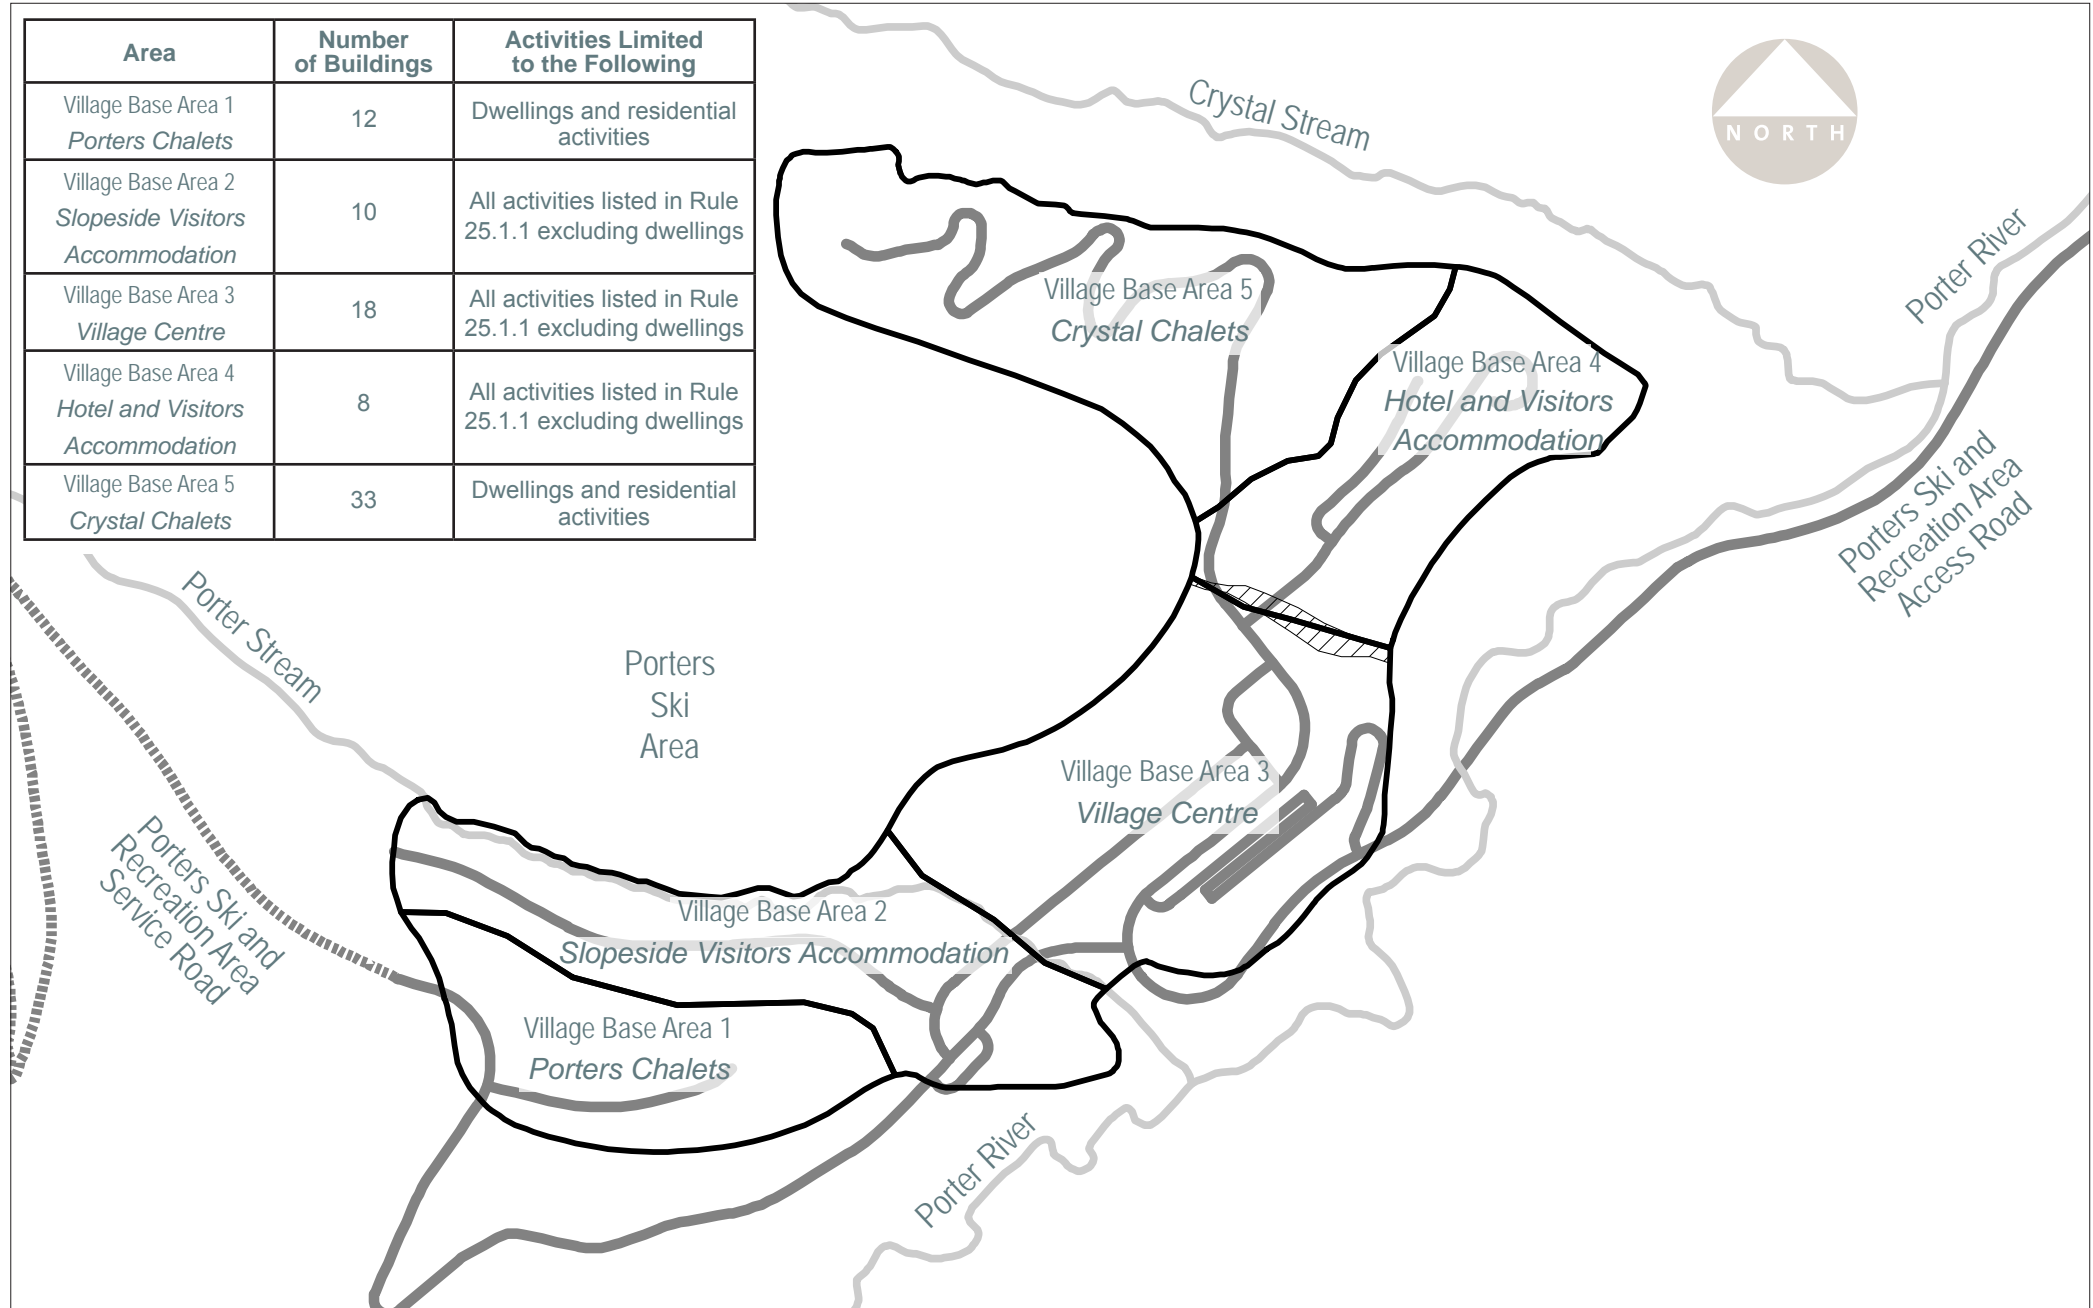 Area
Number
of Buildings
Activities Limited
to the Following
Village Base Area 1
Porters Chalets
12
Dwellings and residential
activities
Village Base Area 2
Slopeside Visitors
Accommodation
10
All activities listed in Rule
25.1.1 excluding dwellings
Village Base Area 3
Village Centre
18
All activities listed in Rule
25.1.1 excluding dwellings
Village Base Area 4
Hotel and Visitors
Accommodation
8
All activities listed in Rule
25.1.1 excluding dwellings
Village Base Area 5
Crystal Chalets
33
Dwellings and residential
activities
Crystal Stream
NORTH
Porter River
Village Base Area 5
Crystal Chalets
Village Base Area 4
Hotel and Visitors
Accommodation
Porters Ski and
Recreation Area
Access Road
Porter Stream
Porters
Ski
Area
Village Base Area 3
Village Centre
Porters Ski and
Recreation Area
Service Road
Village Base Area 2
Slopeside Visitors Accommodation
Village Base Area 1
Porters Chalets
Porter River